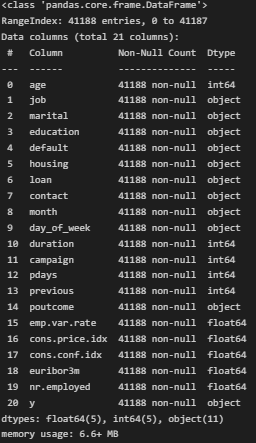 <class 'pandas.core.frame.DataFrame'>
RangeIndex: 41188 entries, 0 to 41187
Data columns (total 21 columns):
 #   Column          Non-Null Count  Dtype
---  ------          --------------  -----
 0   age             41188 non-null  int64
 1   job             41188 non-null  object
 2   marital         41188 non-null  object
 3   education       41188 non-null  object
 4   default         41188 non-null  object
 5   housing         41188 non-null  object
 6   loan            41188 non-null  object
 7   contact         41188 non-null  object
 8   month           41188 non-null  object
 9   day_of_week     41188 non-null  object
 10  duration        41188 non-null  int64
 11  campaign        41188 non-null  int64
 12  pdays           41188 non-null  int64
 13  previous        41188 non-null  int64
 14  poutcome        41188 non-null  object
 15  emp.var.rate    41188 non-null  float64
 16  cons.price.idx  41188 non-null  float64
 17  cons.conf.idx   41188 non-null  float64
 18  euribor3m       41188 non-null  float64
 19  nr.employed     41188 non-null  float64
 20  y               41188 non-null  object
dtypes: float64(5), int64(5), object(11)
memory usage: 6.6+ MB